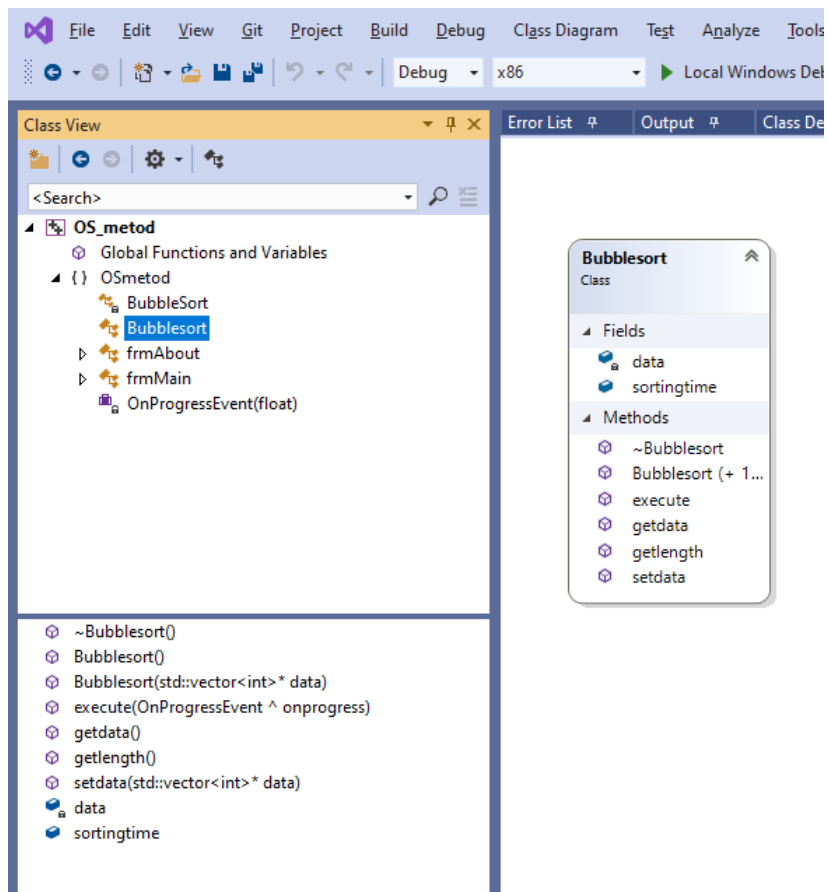 File Edit View Git Project Build Debug Class Diagram Test Analyze Tools
Debug x86 Local Windows Deb
Class View
Error List Output Class De
<Search>
OS_metod
Global Functions and Variables
{ } OSmetod
BubbleSort
Bubblesort
frmAbout
frmMain
OnProgressEvent(float)
Bubblesort
Class
Fields
data
sortingtime
Methods
~Bubblesort
Bubblesort (+ 1...
execute
getdata
getlength
setdata
~Bubblesort()
Bubblesort()
Bubblesort(std::vector<int>* data)
execute(OnProgressEvent ^ onprogress)
getdata()
getlength()
setdata(std::vector<int>* data)
data
sortingtime